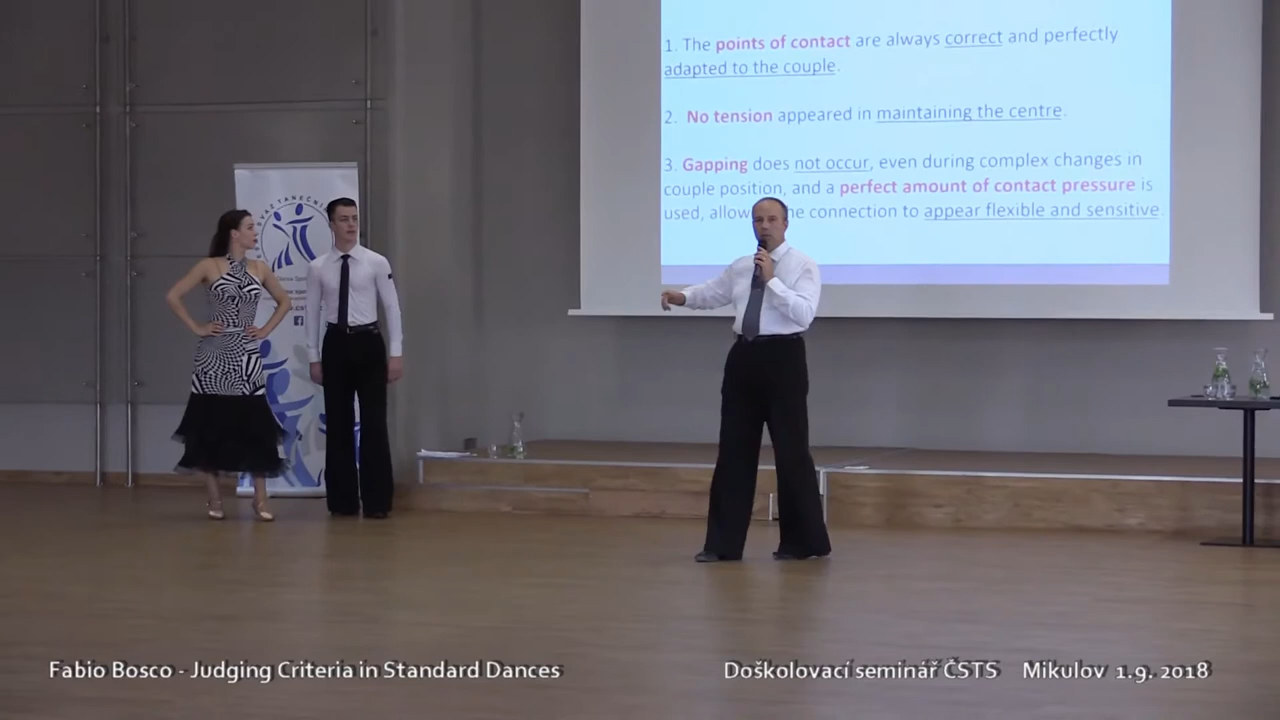 1. The points of contact are always correct and perfectly
adapted to the couple.
2. No tension appeared in maintaining the centre.
3. Gapping does not occur, even during complex changes in
couple position, and a perfect amount of contact pressure is
used, allow he connection to appear flexible and sensitive.
Fabio Bosco - Judging Criteria in Standard Dances
Doškolovací seminář ČSTS Mikulov 1.9. 2018